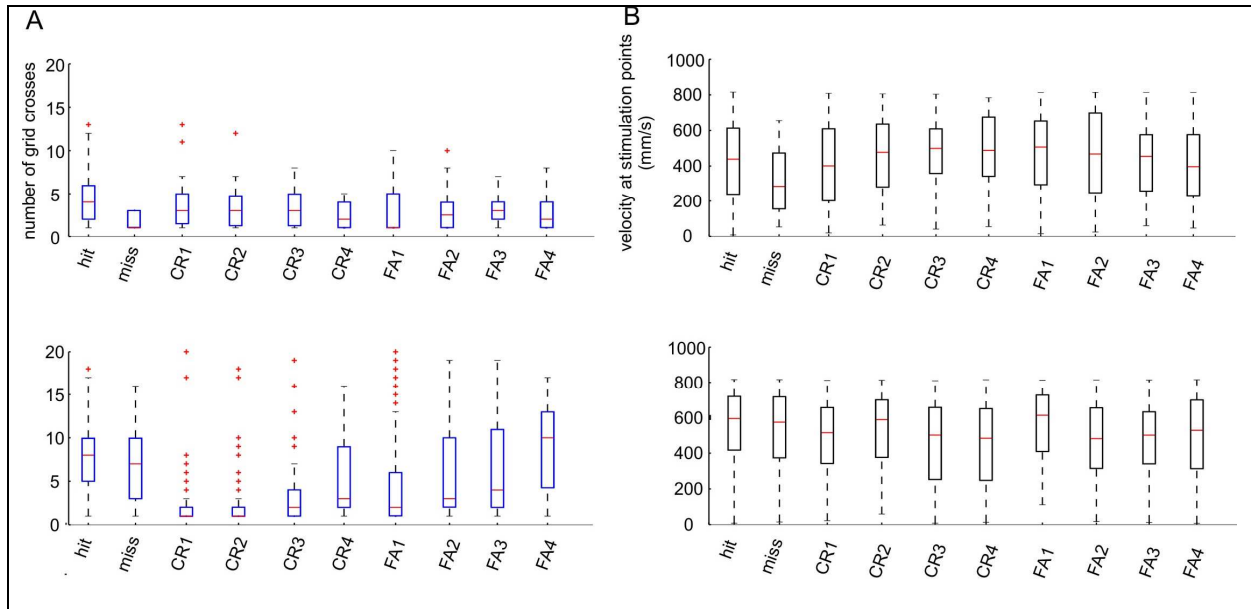 A
number of grid crosses
20
15
10
5
0
hit miss CR1 CR2 CR3 CR4 FA1 FA2 FA3 FA4
B
velocity at stimulation points
(mm/s)
1000
800
600
400
200
0
hit miss CR1 CR2 CR3 CR4 FA1 FA2 FA3 FA4
20
15
10
5
0
hit miss CR1 CR2 CR3 CR4 FA1 FA2 FA3 FA4
1000
800
600
400
200
0
hit miss CR1 CR2 CR3 CR4 FA1 FA2 FA3 FA4